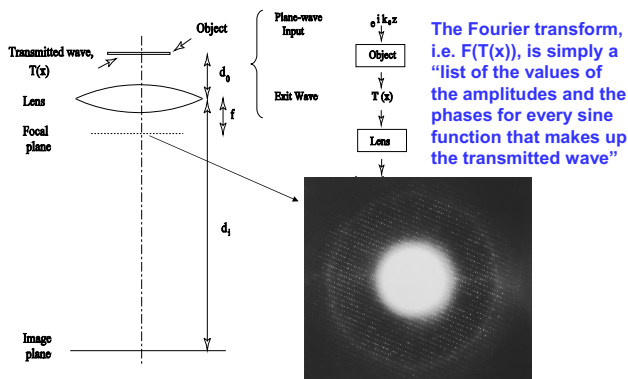 Object
Transmitted wave,
T(x)
d₀
Lens
f
Focal
plane
dᵢ
Image
plane
Plane-wave
Input
e i k₀ z
Object
Exit Wave
T (x)
Lens
The Fourier transform,
i.e. F(T(x)), is simply a
“list of the values of
the amplitudes and the
phases for every sine
function that makes up
the transmitted wave”